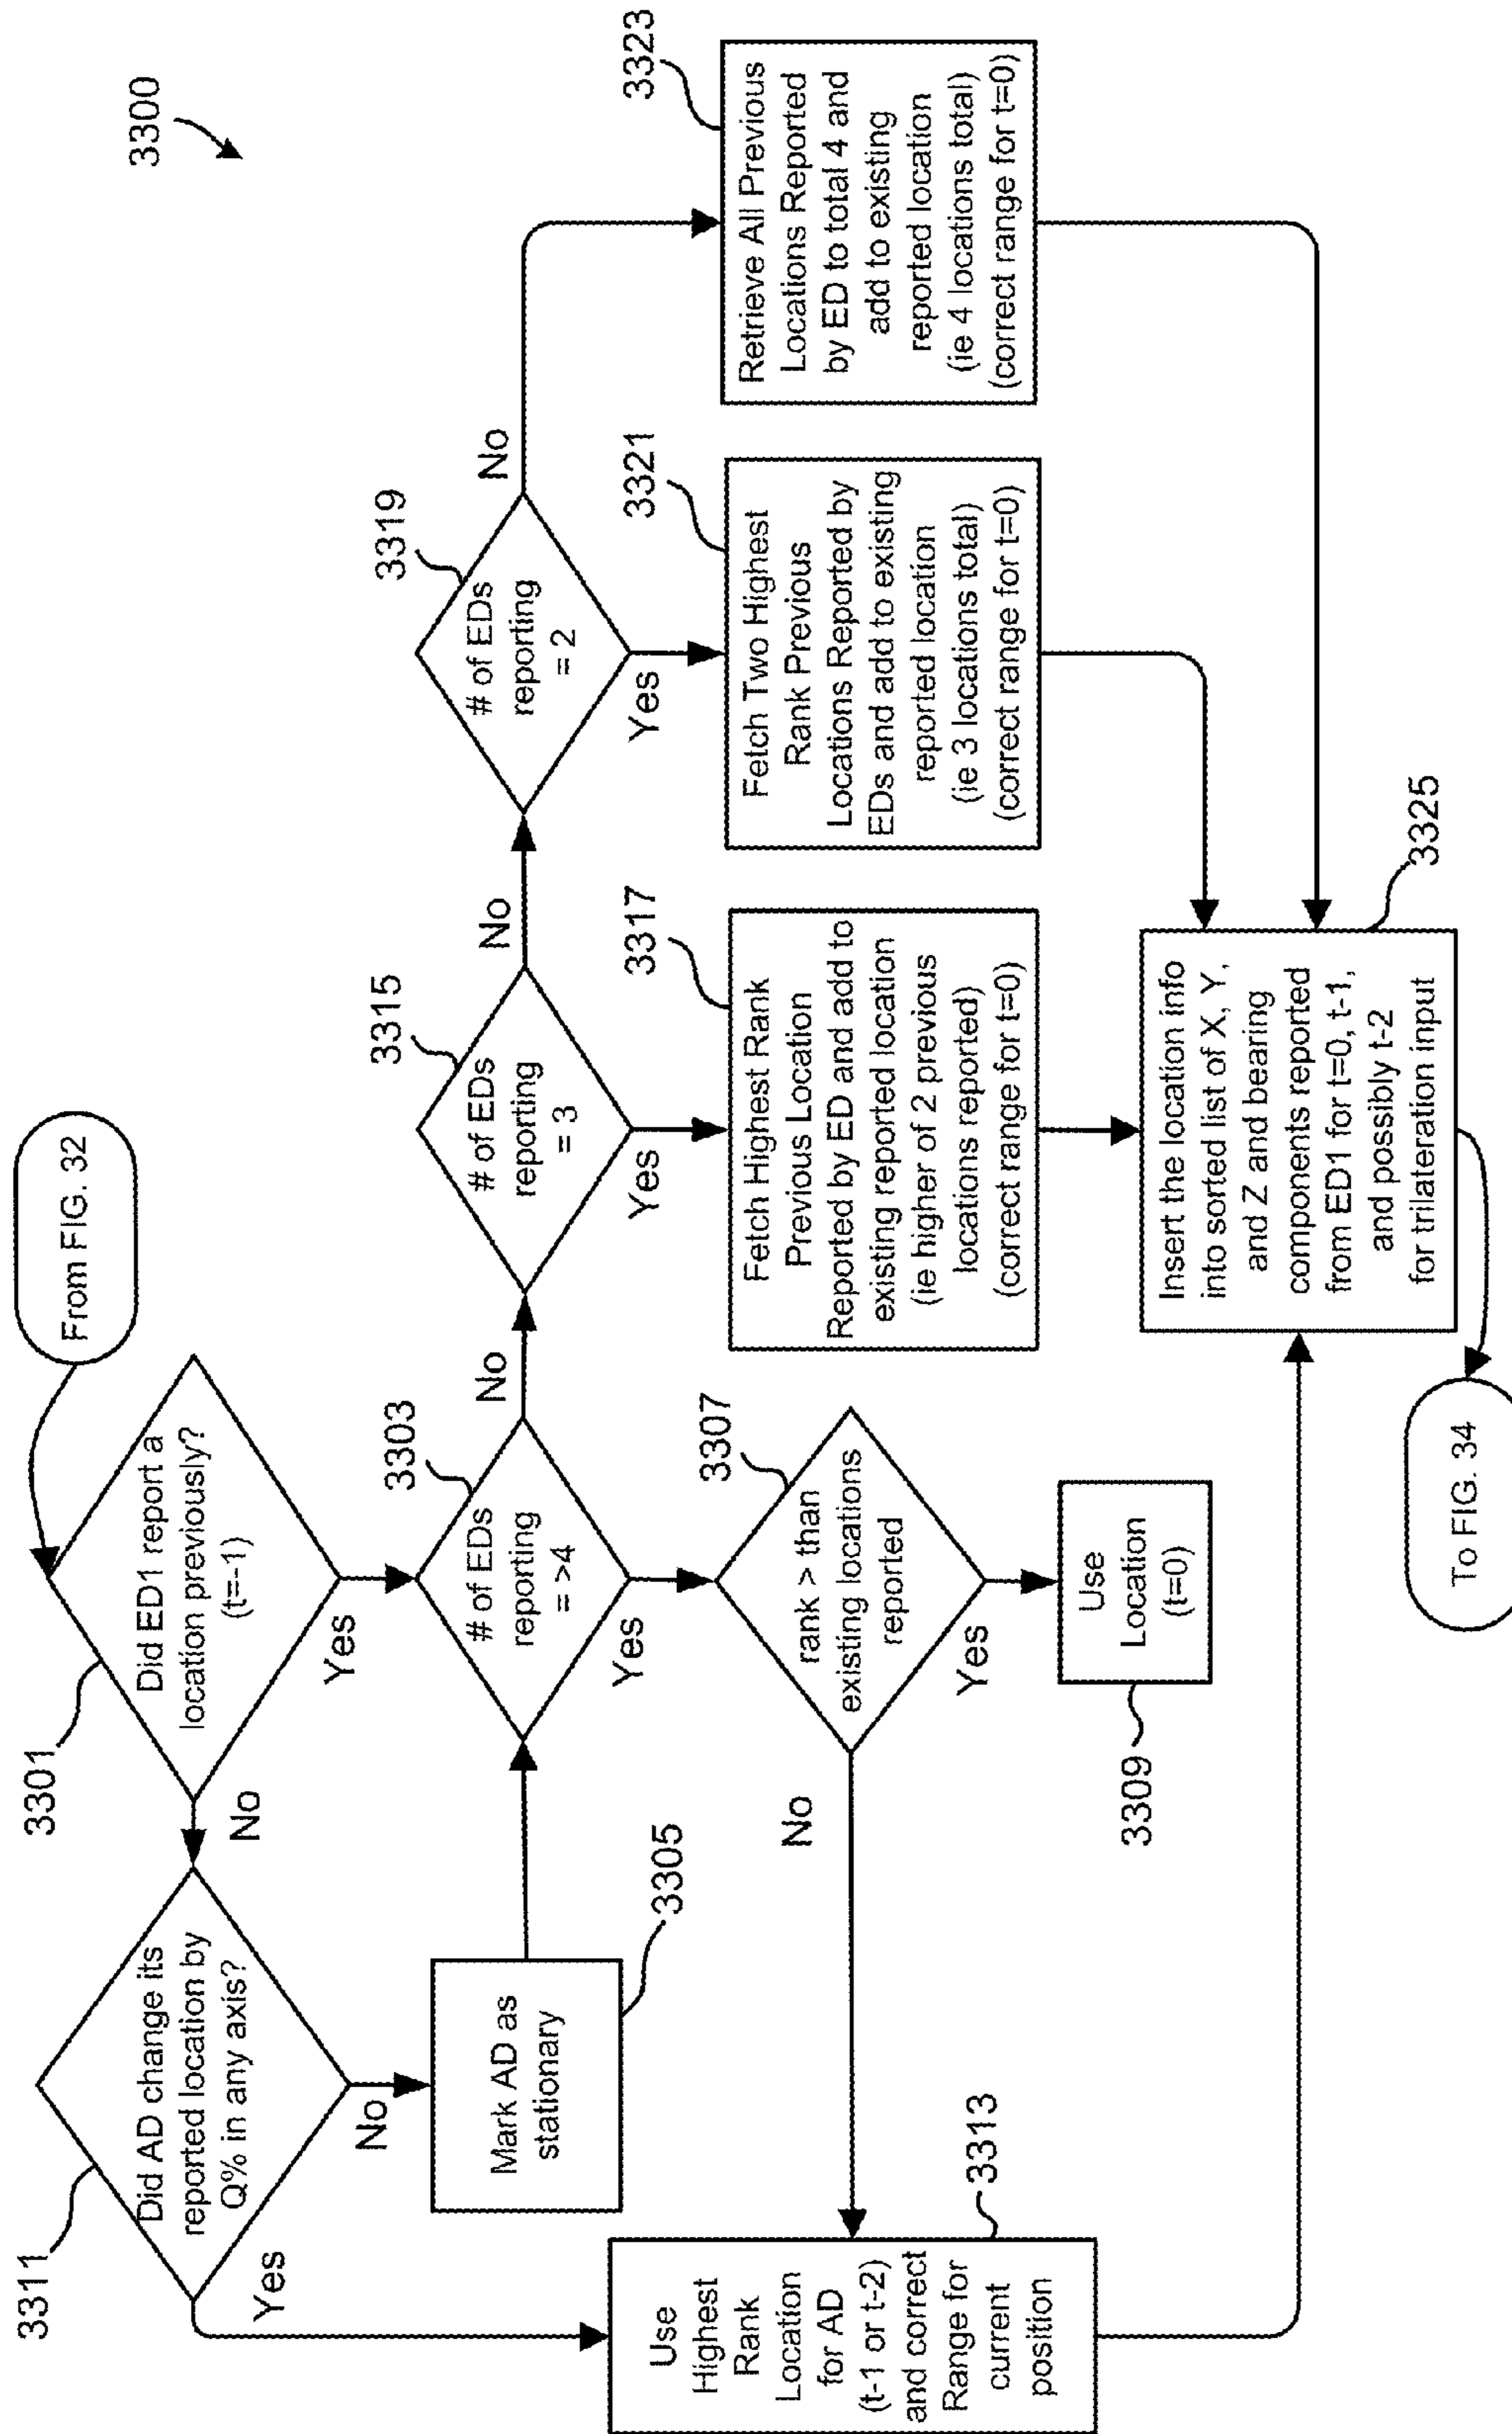 3300
From FIG. 32
3301
Did ED1 report a
location previously?
(t=-1)
No
Yes
3311
Did AD change its
reported location by
Q% in any axis?
Yes
No
Mark AD as
stationary
3305
3303
# of EDs
reporting
= >4
No
Yes
3315
# of EDs
reporting
= 3
No
Yes
3319
# of EDs
reporting
= 2
No
Yes
3307
rank > than
existing locations
reported
No
Yes
3309
Use
Location
(t=0)
3313
Use
Highest
Rank
Location
for AD
(t-1 or t-2)
and correct
Range for
current
position
3317
Fetch Highest Rank
Previous Location
Reported by ED and add to
existing reported location
(ie higher of 2 previous
locations reported)
(correct range for t=0)
3321
Fetch Two Highest
Rank Previous
Locations Reported by
EDs and add to existing
reported location
(ie 3 locations total)
(correct range for t=0)
3323
Retrieve All Previous
Locations Reported
by ED to total 4 and
add to existing
reported location
(ie 4 locations total)
(correct range for t=0)
3325
Insert the location info
into sorted list of X, Y,
and Z and bearing
components reported
from ED1 for t=0, t-1,
and possibly t-2
for trilateration input
To FIG. 34